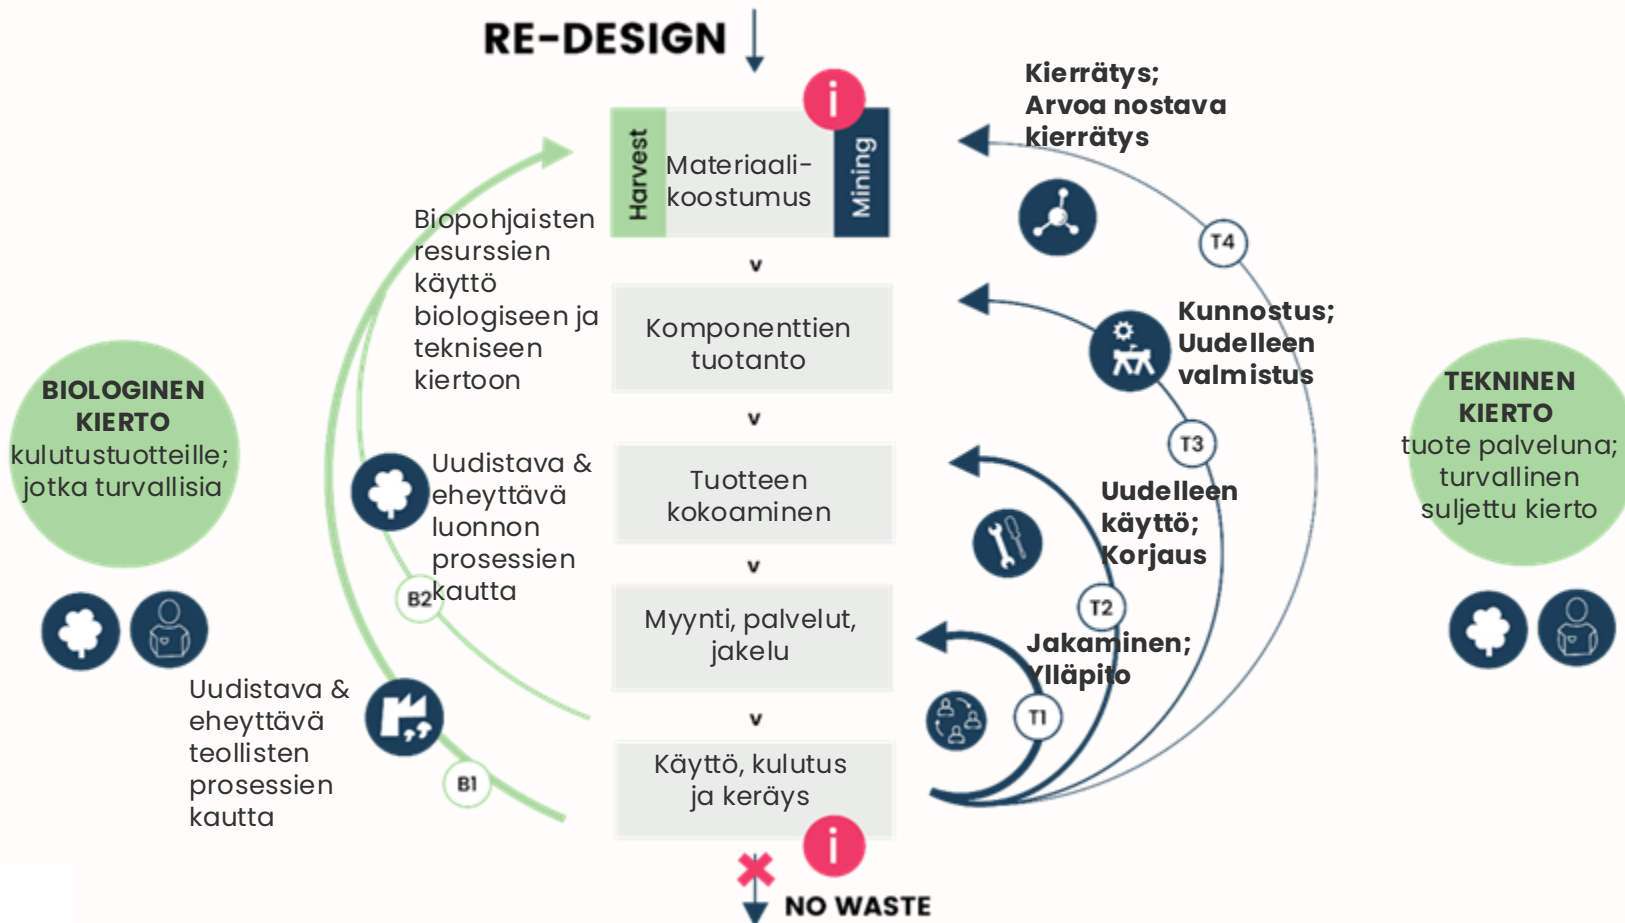 RE-DESIGN
Kierrätys;
Arvoa nostava
kierrätys
Harvest
Materiaali-
koostumus
Mining
i
T4
Biopohjaisten
resurssien
käyttö
biologiseen ja
tekniseen
kiertoon
v
Komponenttien
tuotanto
Kunnostus;
Uudelleen
valmistus
T3
BIOLOGINEN
KIERTO
kulutustuotteille;
jotka turvallisia
TEKNINEN
KIERTO
tuote palveluna;
turvallinen
suljettu kierto
v
Uudistava &
eheyttävä
luonnon
prosessien
kautta
B2
Tuotteen
kokoaminen
Uudelleen
käyttö;
Korjaus
T2
v
Myynti, palvelut,
jakelu
Jakaminen;
Ylläpito
T1
Uudistava &
eheyttävä
teollisten
prosessien
kautta
B1
v
Käyttö, kulutus
ja keräys
i
NO WASTE